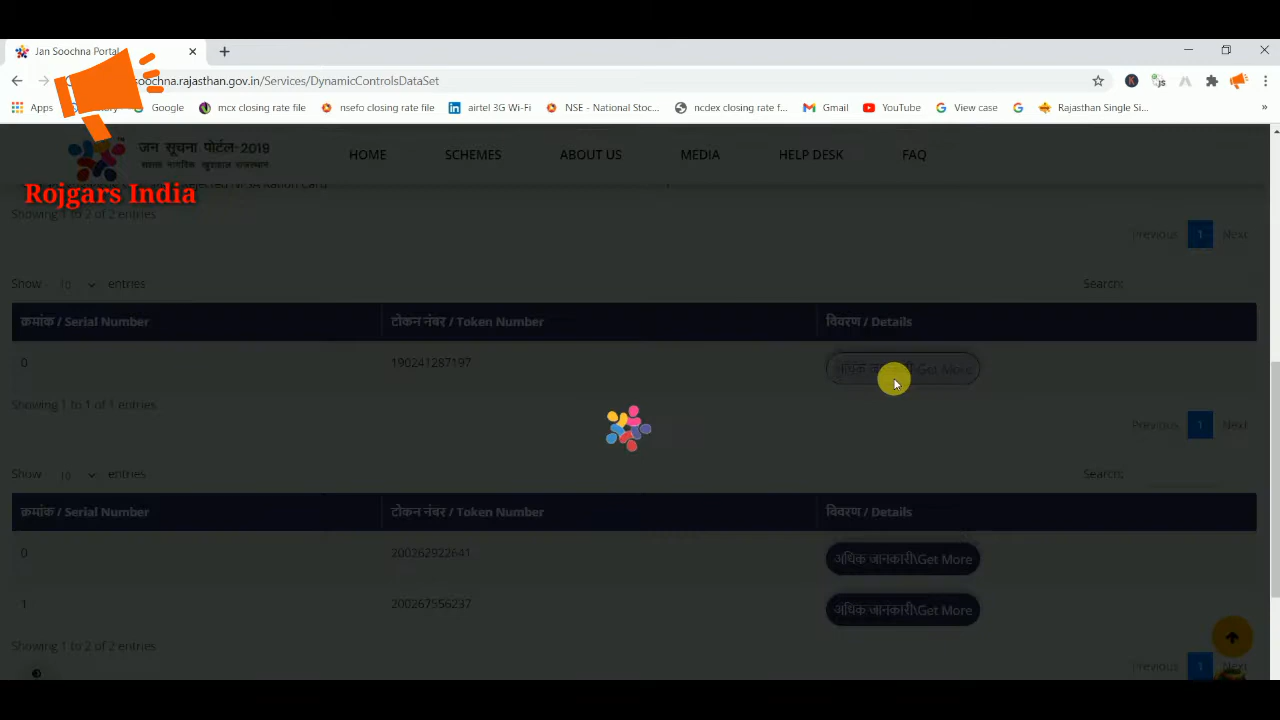 Jan Soochna Portal
soochna.rajasthan.gov.in/Services/DynamicControlsDataSet
Apps
Google
mcx closing rate file
nsefo closing rate file
airtel 3G Wi-Fi
NSE - National Stoc...
ncdex closing rate f...
Gmail
YouTube
View case
Rajasthan Single Si...
»
जन सूचना पोर्टल-2019
HOME
SCHEMES
ABOUT US
MEDIA
HELP DESK
FAQ
Rojgars India
Rejected NFSA Ration Card
Showing 1 to 2 of 2 entries
Previous 1 Next
Show 10 entries
Search:
क्रमांक / Serial Number
टोकन नंबर / Token Number
विवरण / Details
0
190241287197
Get More
Showing 1 to 1 of 1 entries
Previous 1 Next
Show 10 entries
Search:
क्रमांक / Serial Number
टोकन नंबर / Token Number
विवरण / Details
0
200262922641
अधिक जानकारी\Get More
1
200267556237
अधिक जानकारी\Get More
Showing 1 to 2 of 2 entries
Previous 1 Next